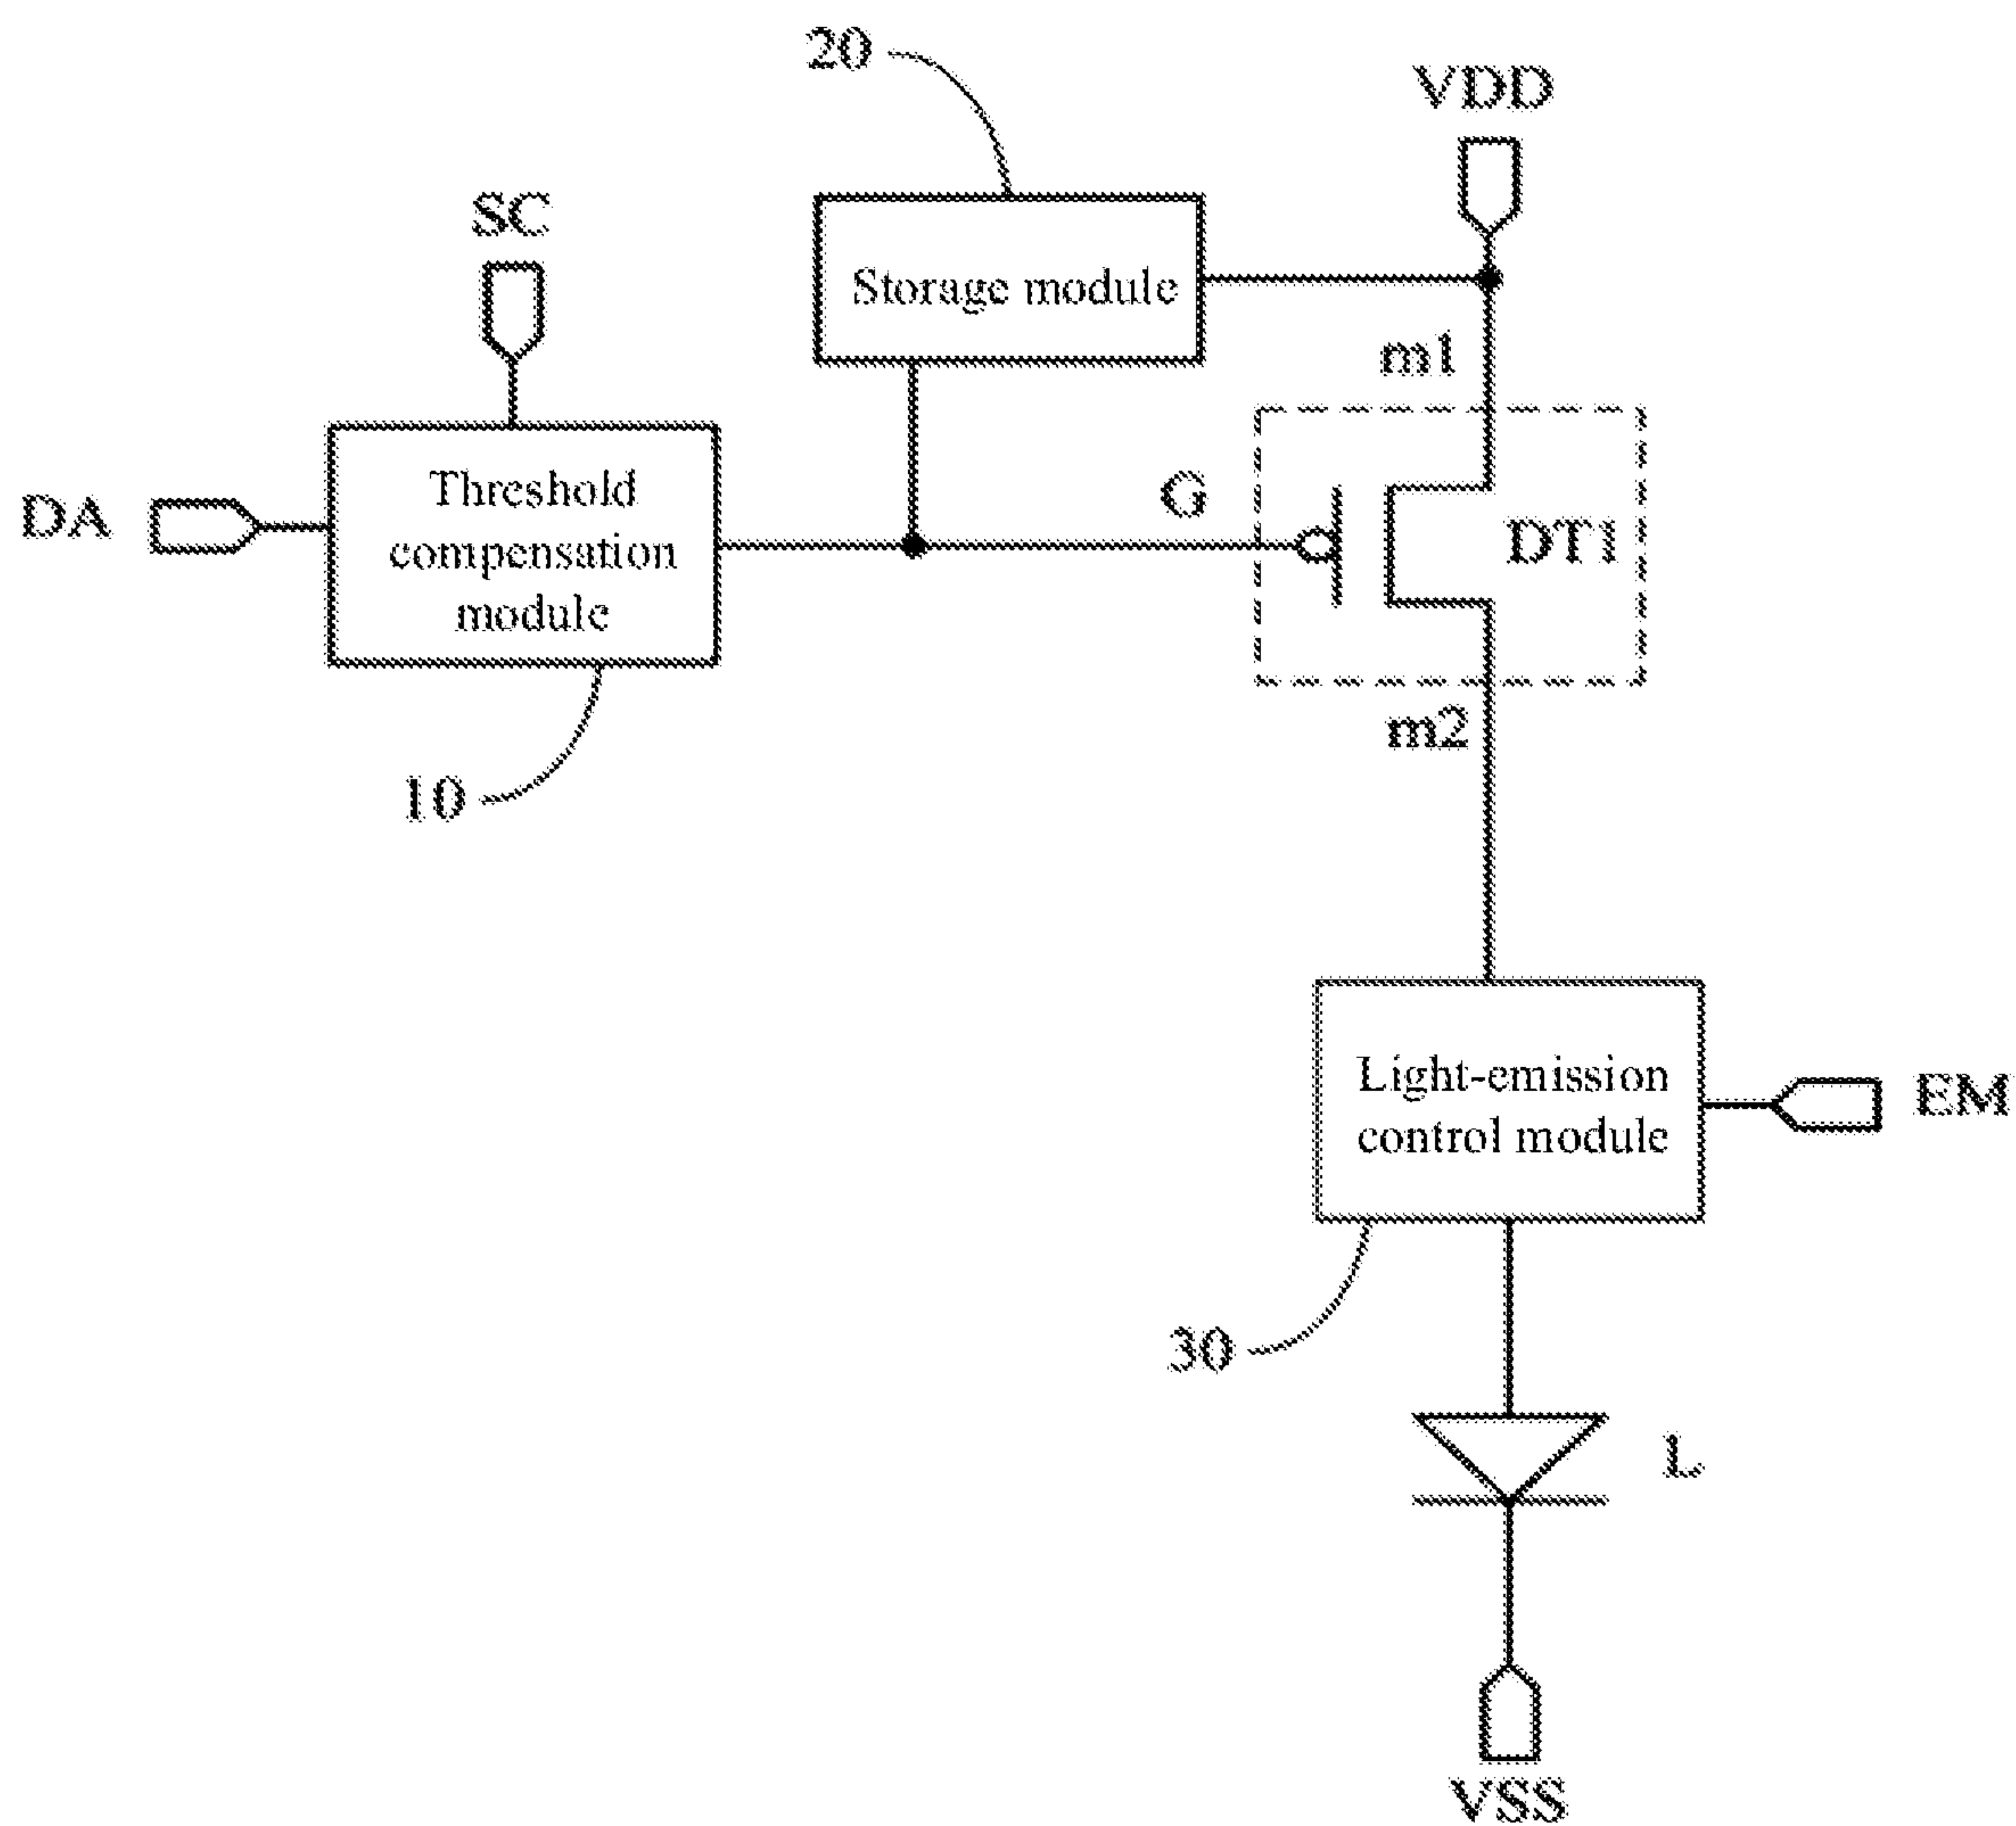 20
VDD
SC
Storage module
m1
Threshold
compensation
module
DA
G
DT1
m2
10
Light-emission
control module
EM
30
L
VSS